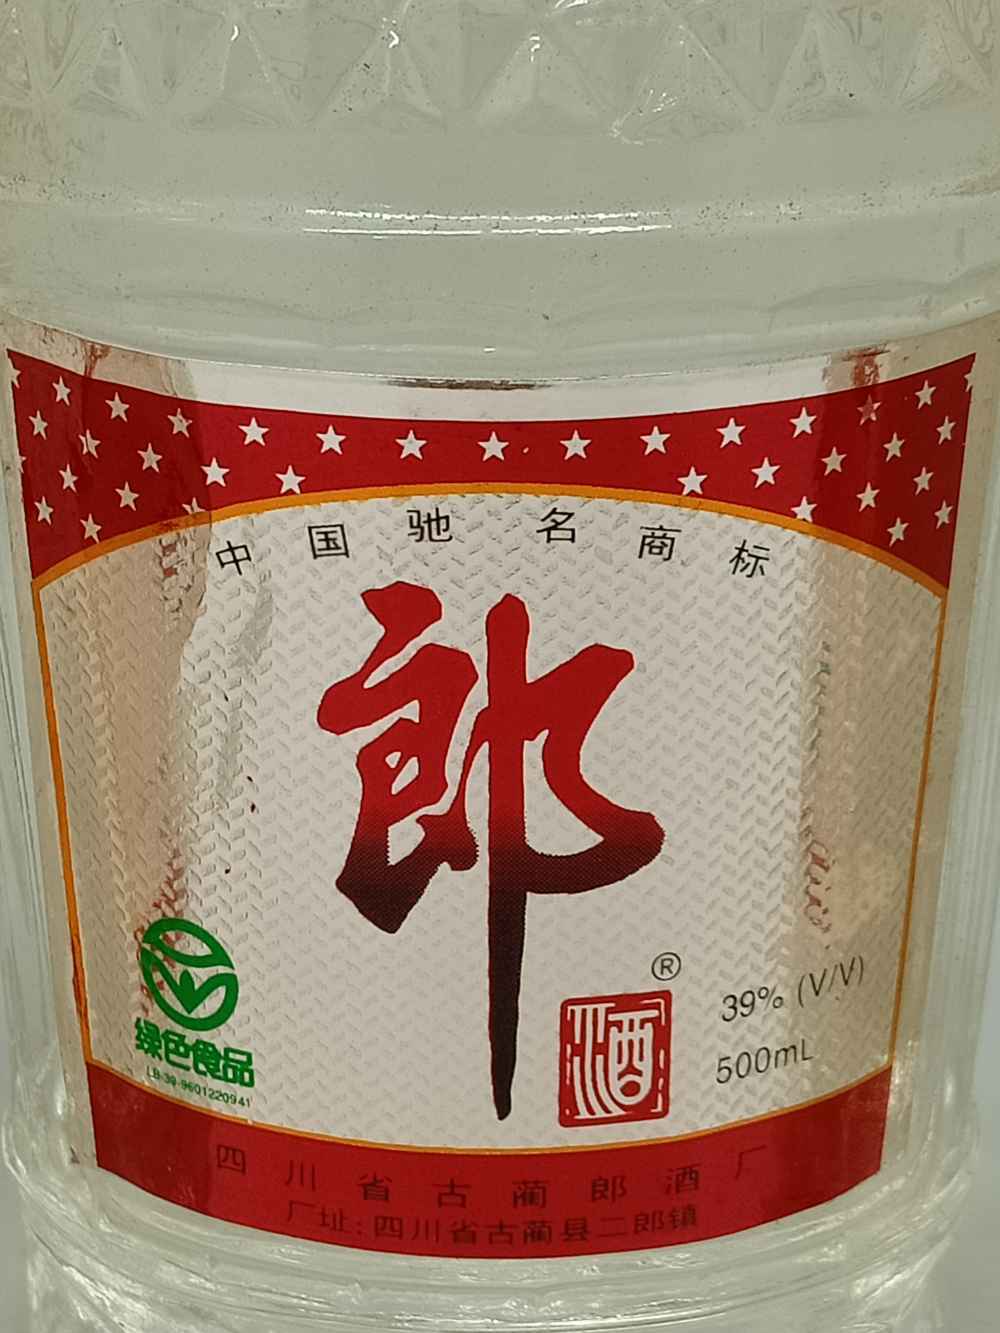 中国驰名商标
郎
®
酒
39% (V/V)
500mL
绿色食品
LB-39-9601220941
四川省古蔺郎酒厂
厂址:四川省古蔺县二郎镇